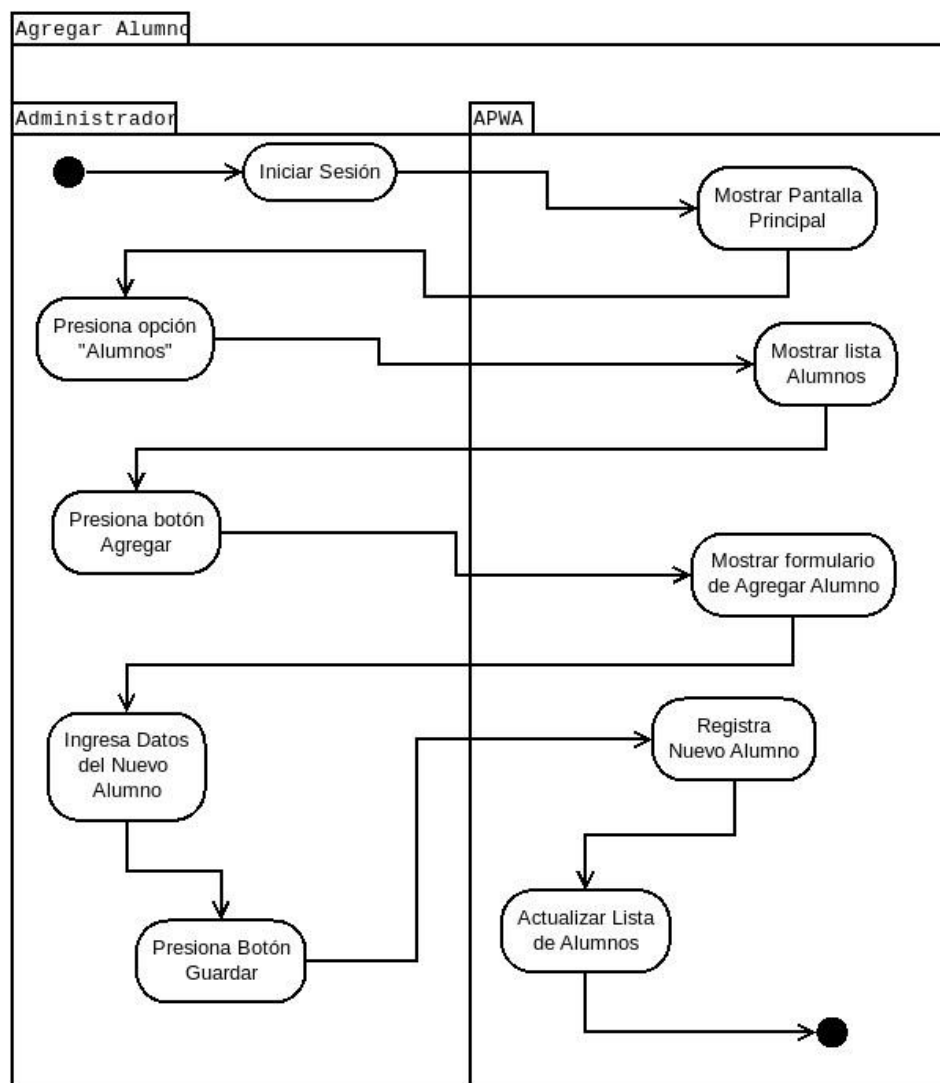 Agregar Alumno
Administrador
APWA
Iniciar Sesión
Mostrar Pantalla
Principal
Presiona opción
"Alumnos"
Mostrar lista
Alumnos
Presiona botón
Agregar
Mostrar formulario
de Agregar Alumno
Ingresa Datos
del Nuevo
Alumno
Presiona Botón
Guardar
Registra
Nuevo Alumno
Actualizar Lista
de Alumnos